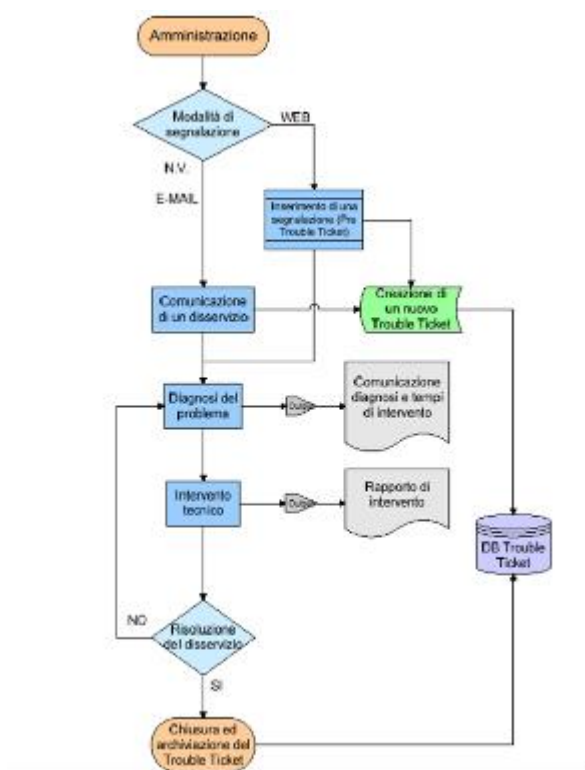 Amministrazione
Modalità di
segnalazione
WEB
N.V.
E-MAIL
Inserimento di una
segnalazione (Pre
Trouble Ticket)
Comunicazione
di un disservizio
Creazione di
un nuovo
Trouble Ticket
Diagnosi del
problema
Output
Comunicazione
diagnosi e tempi
di intervento
Intervento
tecnico
Output
Rapporto di
intervento
DB Trouble
Ticket
NO
Risoluzione
del disservizio
SI
Chiusura ed
archiviazione del
Trouble Ticket